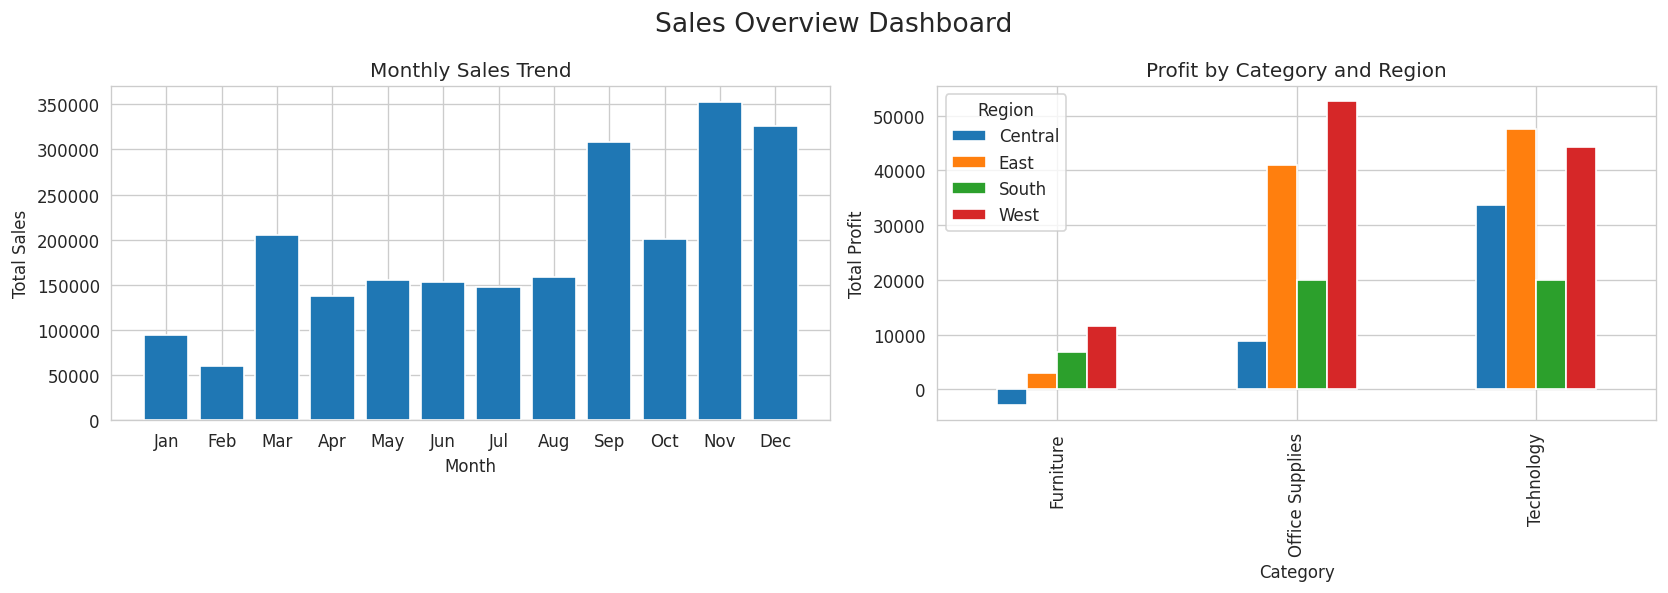 Sales Overview Dashboard
Monthly Sales Trend
350000
300000
250000
200000
150000
100000
50000
0
Total Sales
Jan Feb Mar Apr May Jun Jul Aug Sep Oct Nov Dec
Month
Profit by Category and Region
Region
Central
East
South
West
50000
40000
30000
20000
10000
0
Total Profit
Furniture
Office Supplies
Technology
Category